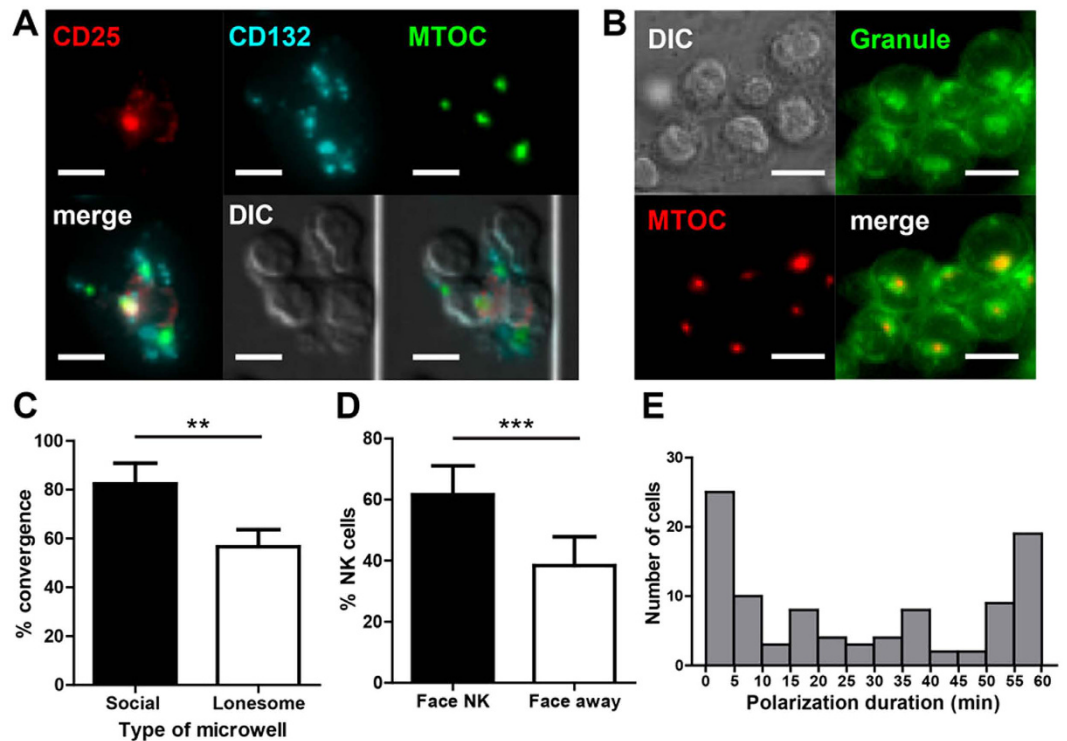 A
CD25
CD132
MTOC
merge
DIC
B
DIC
Granule
MTOC
merge
C
**
% convergence
100
80
60
40
20
0
Social
Lonesome
Type of microwell
D
***
% NK cells
80
60
40
20
0
Face NK
Face away
E
Number of cells
30
20
10
0
0 5 10 15 20 25 30 35 40 45 50 55 60
Polarization duration (min)